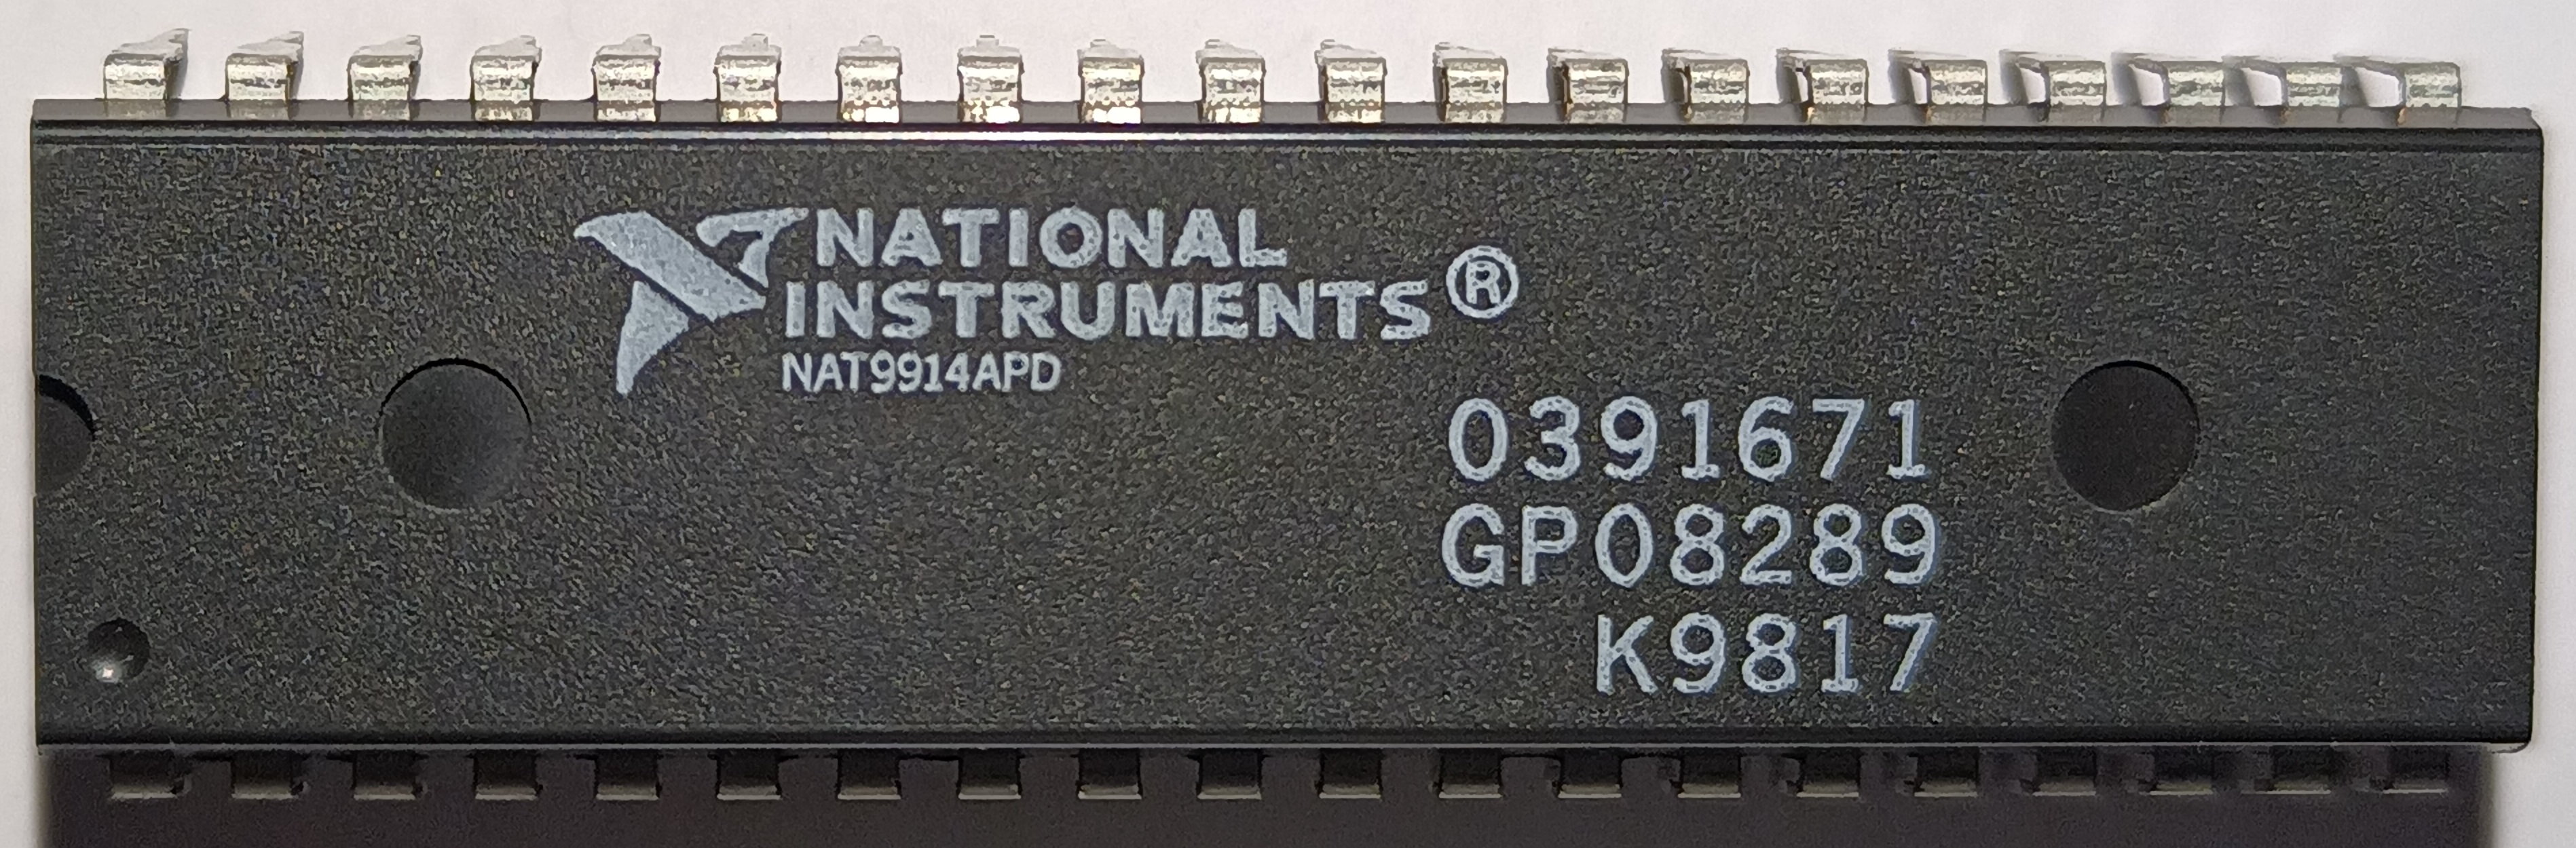 NATIONAL
INSTRUMENTS®
NAT9914APD
0391671
GP08289
K9817